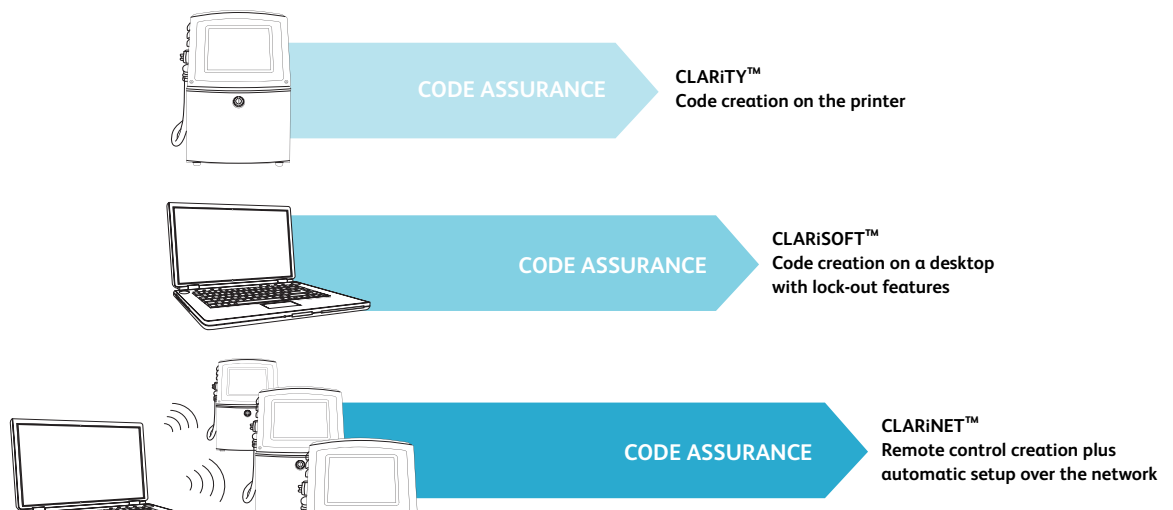 CODE ASSURANCE
CLARiTY™
Code creation on the printer
CODE ASSURANCE
CLARiSOFT™
Code creation on a desktop
with lock-out features
CODE ASSURANCE
CLARiNET™
Remote control creation plus
automatic setup over the network